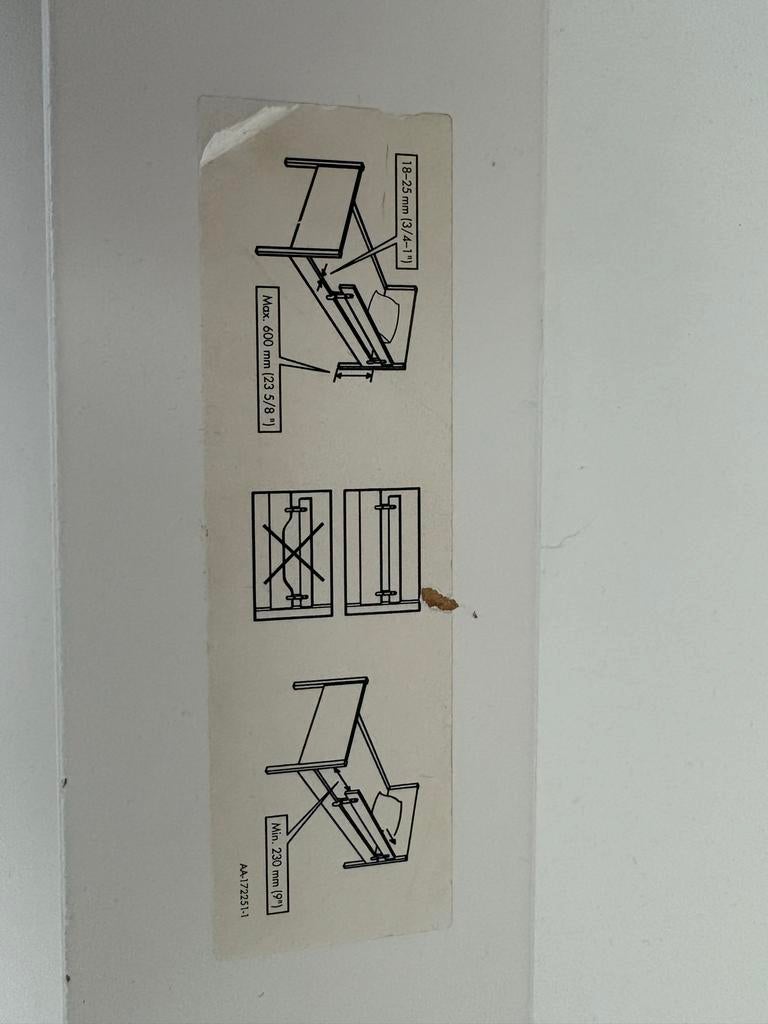 18–25 mm (3/4–1")
Max. 600 mm (23 5/8 ")
Min. 230 mm (9")
AA-172251-1